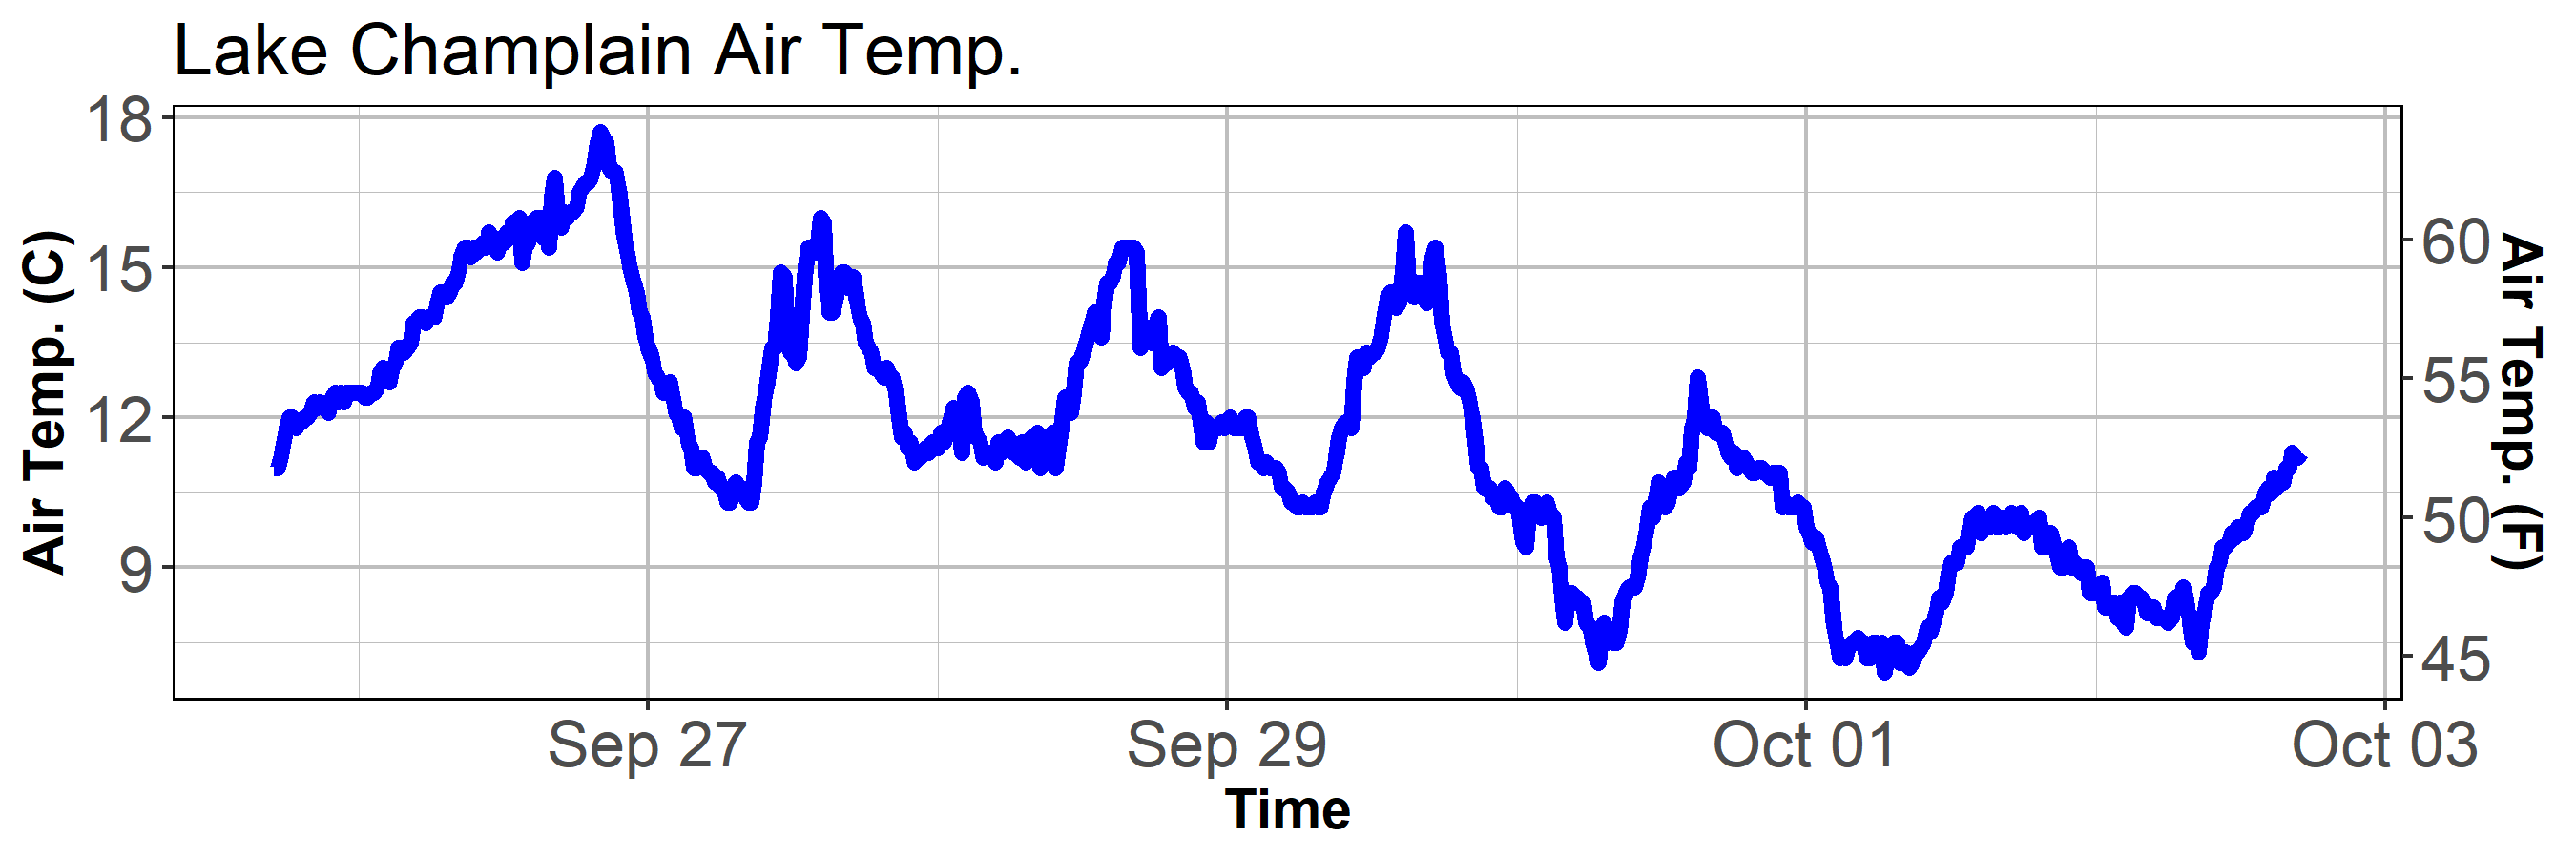 Lake Champlain Air Temp.
Air Temp. (C)
18
15
12
9
60
55
50
45
Air Temp. (F)
Sep 27
Sep 29
Oct 01
Oct 03
Time